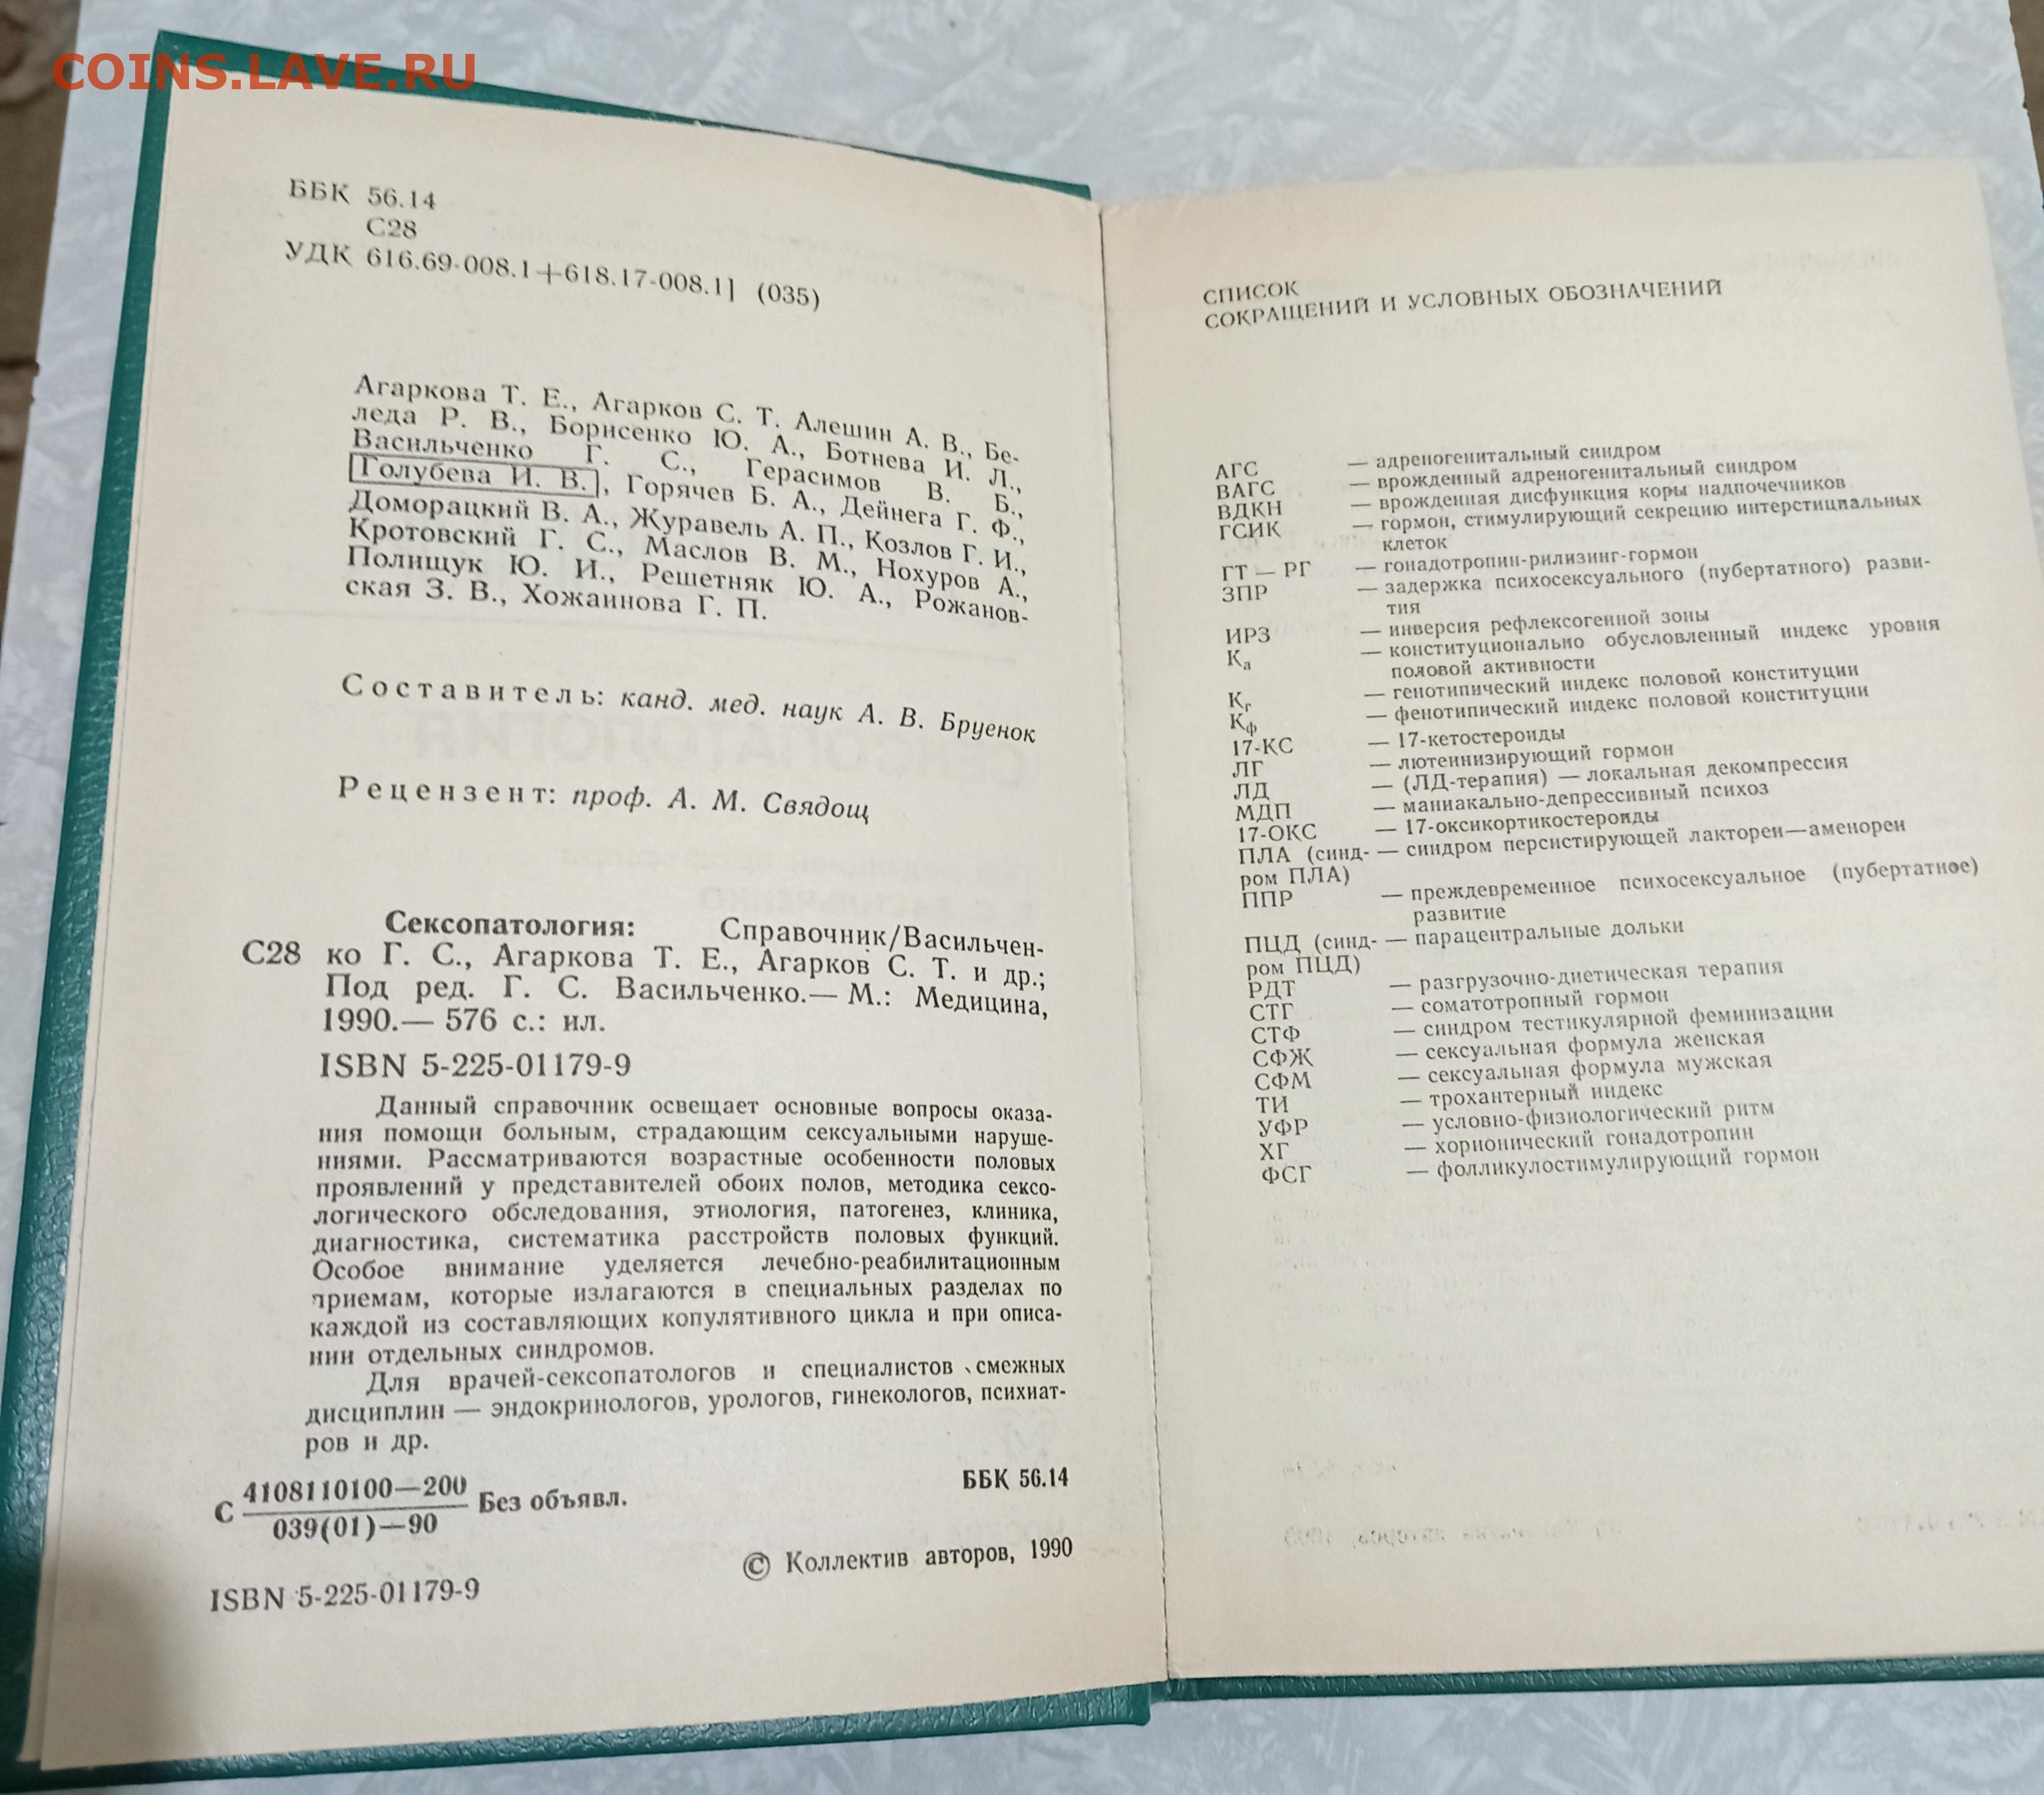 COINS.LAVE.RU
ББК 56.14
С28
УДК 616.69-008.1+618.17-008.1] (035)
Агаркова Т. Е., Агарков С. Т. Алешин А. В., Бе-
леда Р. В., Борисенко Ю. А., Ботнева И. Л.,
Васильченко Г. С., Герасимов В. Б.,
Голубева И. В., Горячев Б. А., Дейнега Г. Ф.,
Доморацкий В. А., Журавель А. П., Козлов Г. И.,
Кротовский Г. С., Маслов В. М., Нохуров А.,
Полищук Ю. И., Решетняк Ю. А., Рожанов-
ская З. В., Хожаинова Г. П.
Составитель: канд. мед. наук А. В. Бруенок
Рецензент: проф. А. М. Свядощ
Сексопатология: Справочник/Васильчен-
С28 ко Г. С., Агаркова Т. Е., Агарков С. Т. и др.;
Под ред. Г. С. Васильченко.— М.: Медицина,
1990.— 576 с.: ил.
ISBN 5-225-01179-9
Данный справочник освещает основные вопросы оказа-
ния помощи больным, страдающим сексуальными наруше-
ниями. Рассматриваются возрастные особенности половых
проявлений у представителей обоих полов, методика сексо-
логического обследования, этиология, патогенез, клиника,
диагностика, систематика расстройств половых функций.
Особое внимание уделяется лечебно-реабилитационным
приемам, которые излагаются в специальных разделах по
каждой из составляющих копулятивного цикла и при описа-
нии отдельных синдромов.
Для врачей-сексопатологов и специалистов смежных
дисциплин — эндокринологов, урологов, гинекологов, психиат-
ров и др.
С 4108110100—200
039(01)—90 Без объявл.
ББК 56.14
© Коллектив авторов, 1990
ISBN 5-225-01179-9
СПИСОК
СОКРАЩЕНИЙ И УСЛОВНЫХ ОБОЗНАЧЕНИЙ
АГС — адреногенитальный синдром
ВАГС — врожденный адреногенитальный синдром
ВДКН — врожденная дисфункция коры надпочечников
ГСИК — гормон, стимулирующий секрецию интерстициальных
клеток
ГТ — РГ — гонадотропин-рилизинг-гормон
ЗПР — задержка психосексуального (пубертатного) разви-
тия
ИРЗ — инверсия рефлексогенной зоны
Ка — конституционально обусловленный индекс уровня
половой активности
Кг — генотипический индекс половой конституции
Кф — фенотипический индекс половой конституции
17-КС — 17-кетостероиды
ЛГ — лютеинизирующий гормон
ЛД — (ЛД-терапия) — локальная декомпрессия
МДП — маниакально-депрессивный психоз
17-ОКС — 17-оксикортикостероиды
ПЛА (синд- — синдром персистирующей лактореи—аменореи
ром ПЛА)
ППР — преждевременное психосексуальное (пубертатное)
развитие
ПЦД (синд- — парацентральные дольки
ром ПЦД)
РДТ — разгрузочно-диетическая терапия
СТГ — соматотропный гормон
СТФ — синдром тестикулярной феминизации
СФЖ — сексуальная формула женская
СФМ — сексуальная формула мужская
ТИ — трохантерный индекс
УФР — условно-физиологический ритм
ХГ — хорионический гонадотропин
ФСГ — фолликулостимулирующий гормон